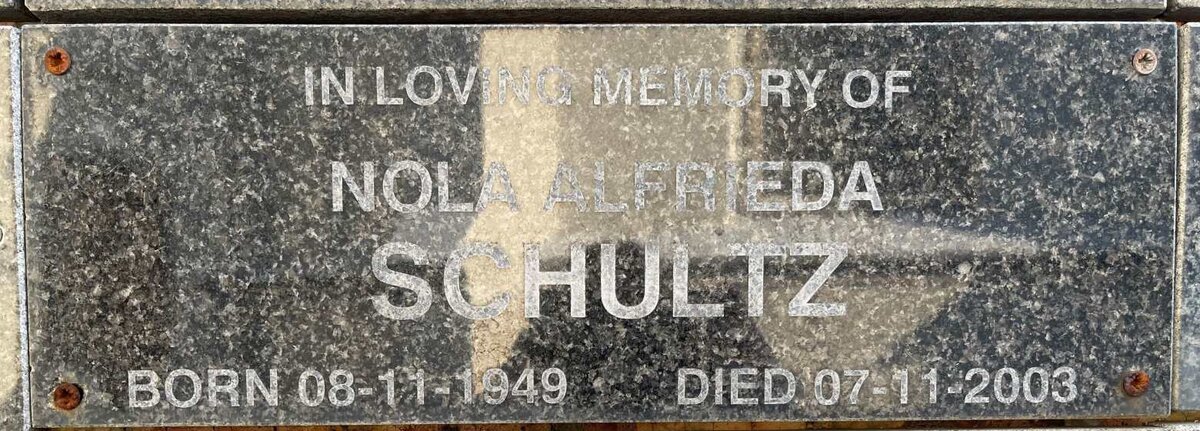 IN LOVING MEMORY OF
NOLA ALFRIEDA
SCHULTZ
BORN 08-11-1949 DIED 07-11-2003